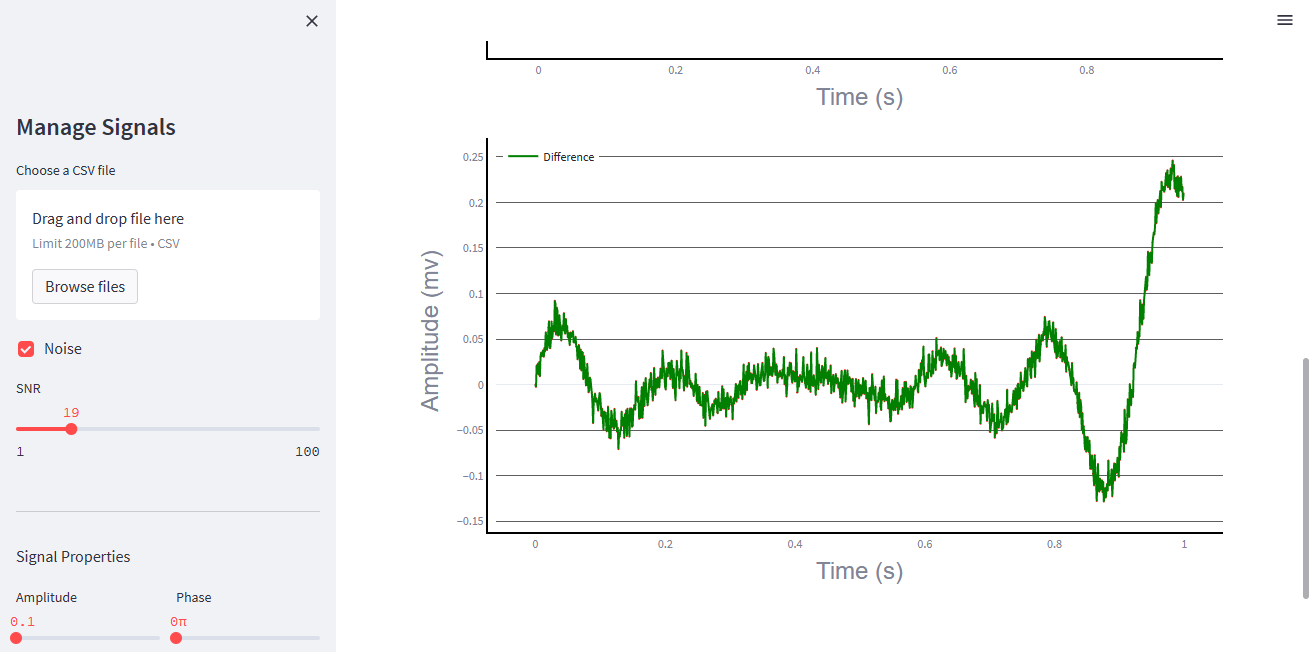 Manage Signals
Choose a CSV file
Drag and drop file here
Limit 200MB per file • CSV
Browse files
Noise
SNR
19
1 100
Signal Properties
Amplitude Phase
0.1 0π
0 0.2 0.4 0.6 0.8
Time (s)
Difference
Amplitude (mv)
0.25
0.2
0.15
0.1
0.05
0
−0.05
−0.1
−0.15
0 0.2 0.4 0.6 0.8 1
Time (s)